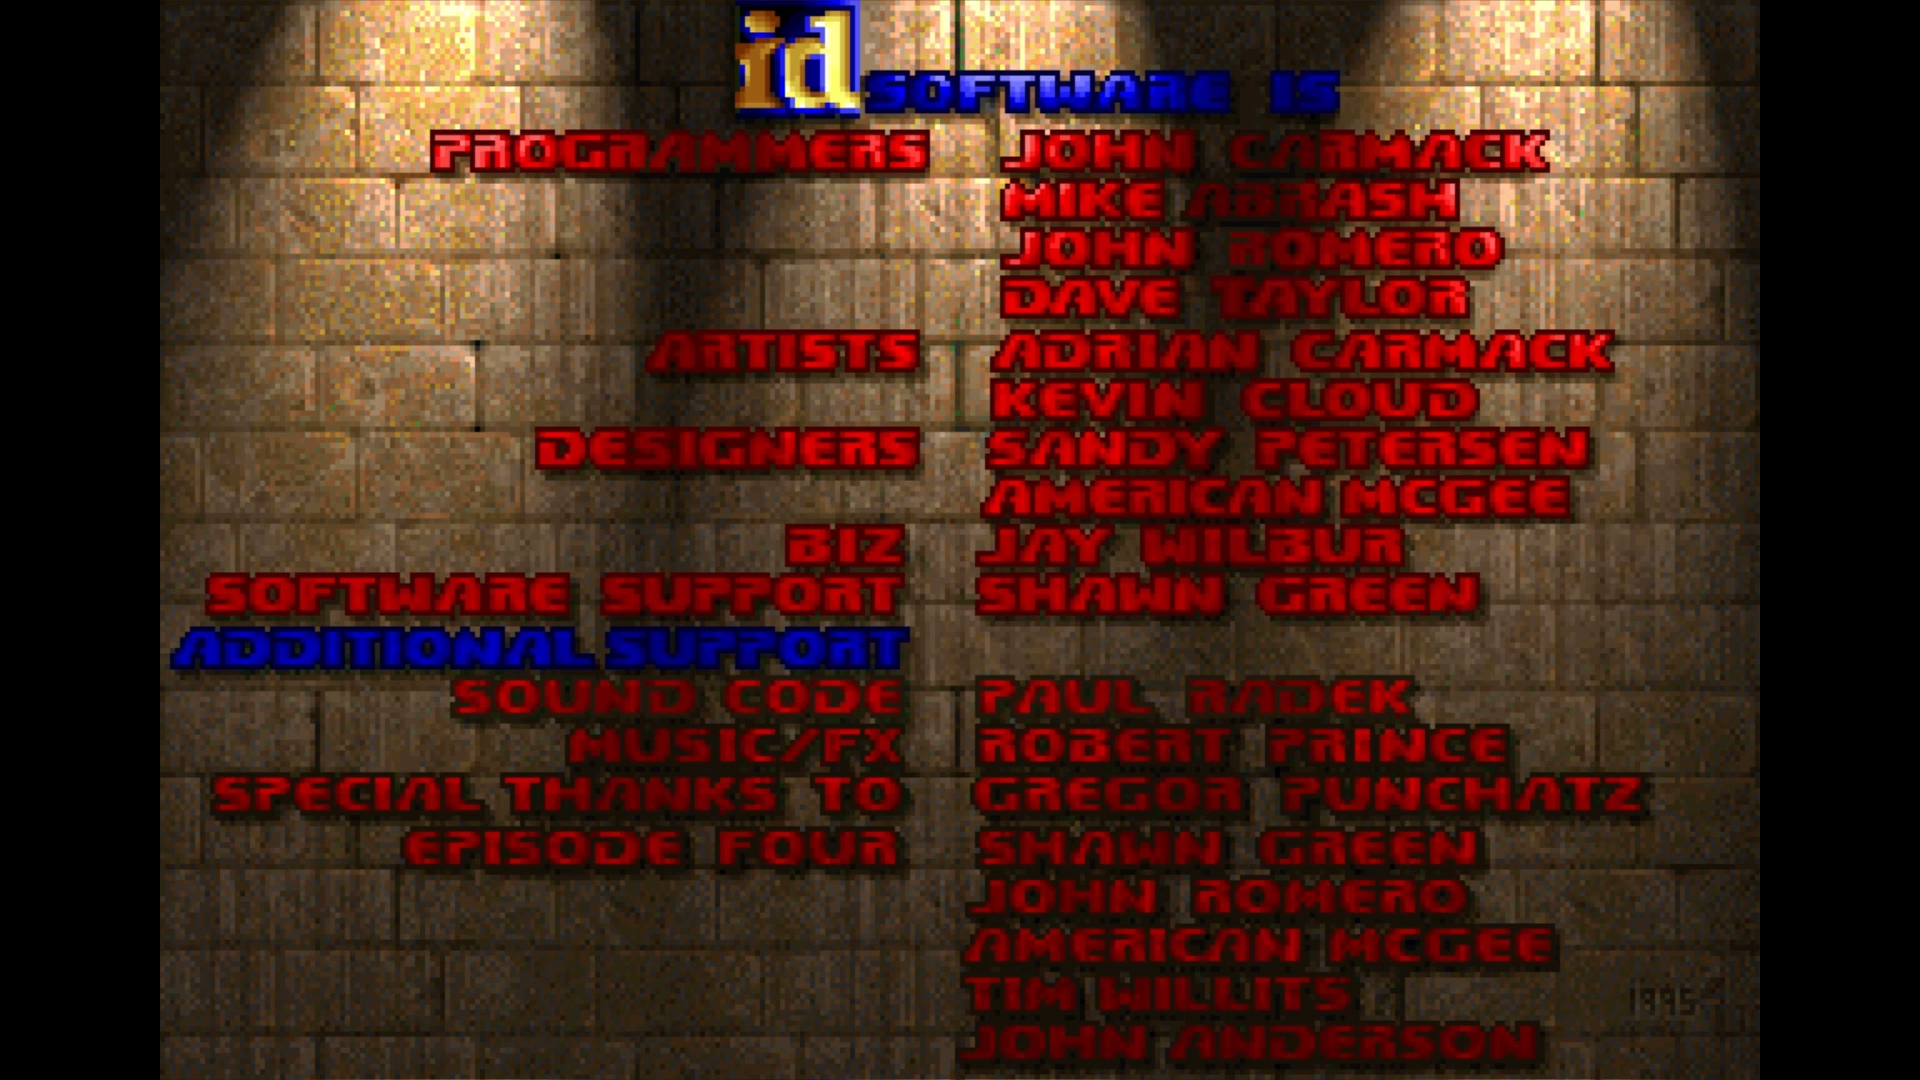 id SOFTWARE IS
PROGRAMMERS JOHN CARMACK
MIKE ABRASH
JOHN ROMERO
DAVE TAYLOR
ARTISTS ADRIAN CARMACK
KEVIN CLOUD
DESIGNERS SANDY PETERSEN
AMERICAN MCGEE
BIZ JAY WILBUR
SOFTWARE SUPPORT SHAWN GREEN
ADDITIONAL SUPPORT
SOUND CODE PAUL RADEK
MUSIC/FX ROBERT PRINCE
SPECIAL THANKS TO GREGOR PUNCHATZ
EPISODE FOUR SHAWN GREEN
JOHN ROMERO
AMERICAN MCGEE
TIM WILLITS
1995
JOHN ANDERSON